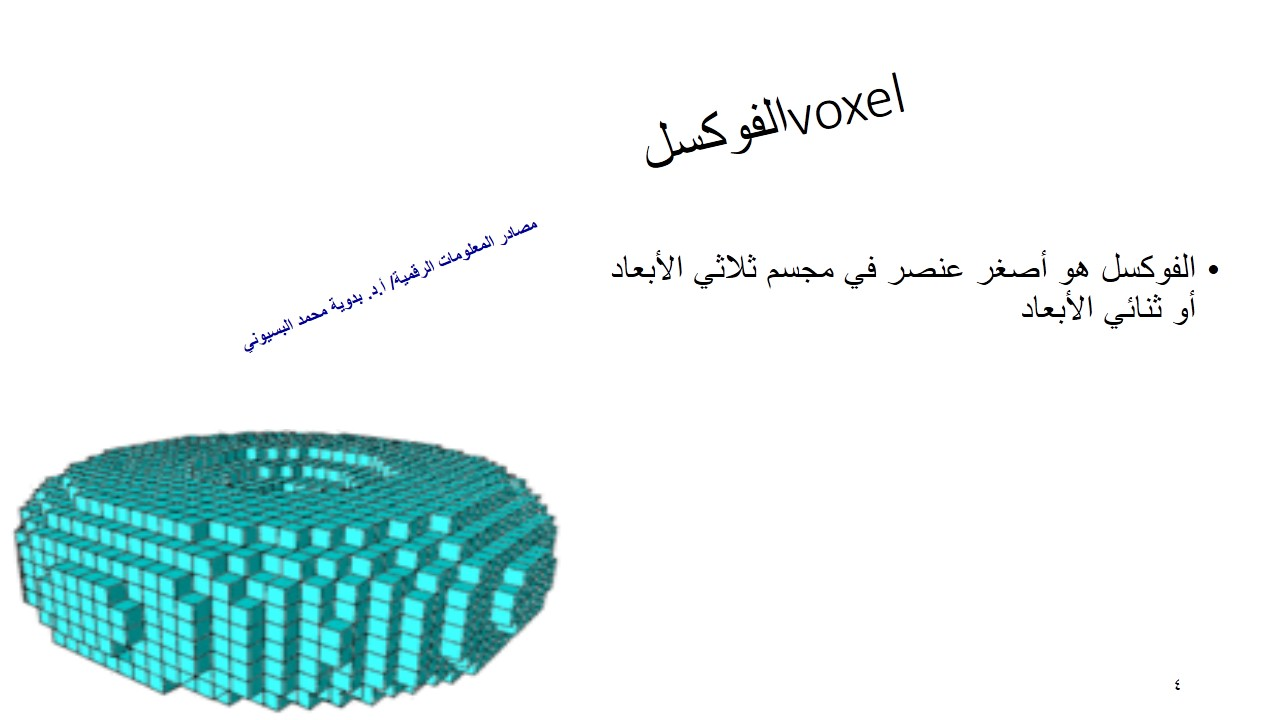 الفوكسلvoxel
مصادر المعلومات الرقمية/ أ.د. بدوية محمد البسيوني
• الفوكسل هو أصغر عنصر في مجسم ثلاثي الأبعاد
أو ثنائي الأبعاد
٤